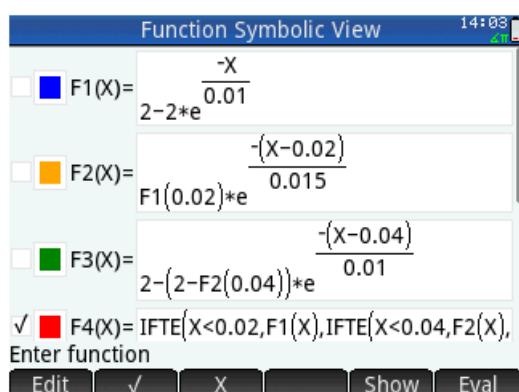 Function Symbolic View 14:03
∡π
F1(X)= 2-2*e^(-X/0.01)
F2(X)= F1(0.02)*e^(-(X-0.02)/0.015)
F3(X)= 2-(2-F2(0.04))*e^(-(X-0.04)/0.01)
√ F4(X)= IFTE(X<0.02,F1(X),IFTE(X<0.04,F2(X),
Enter function
Edit √ X Show Eval